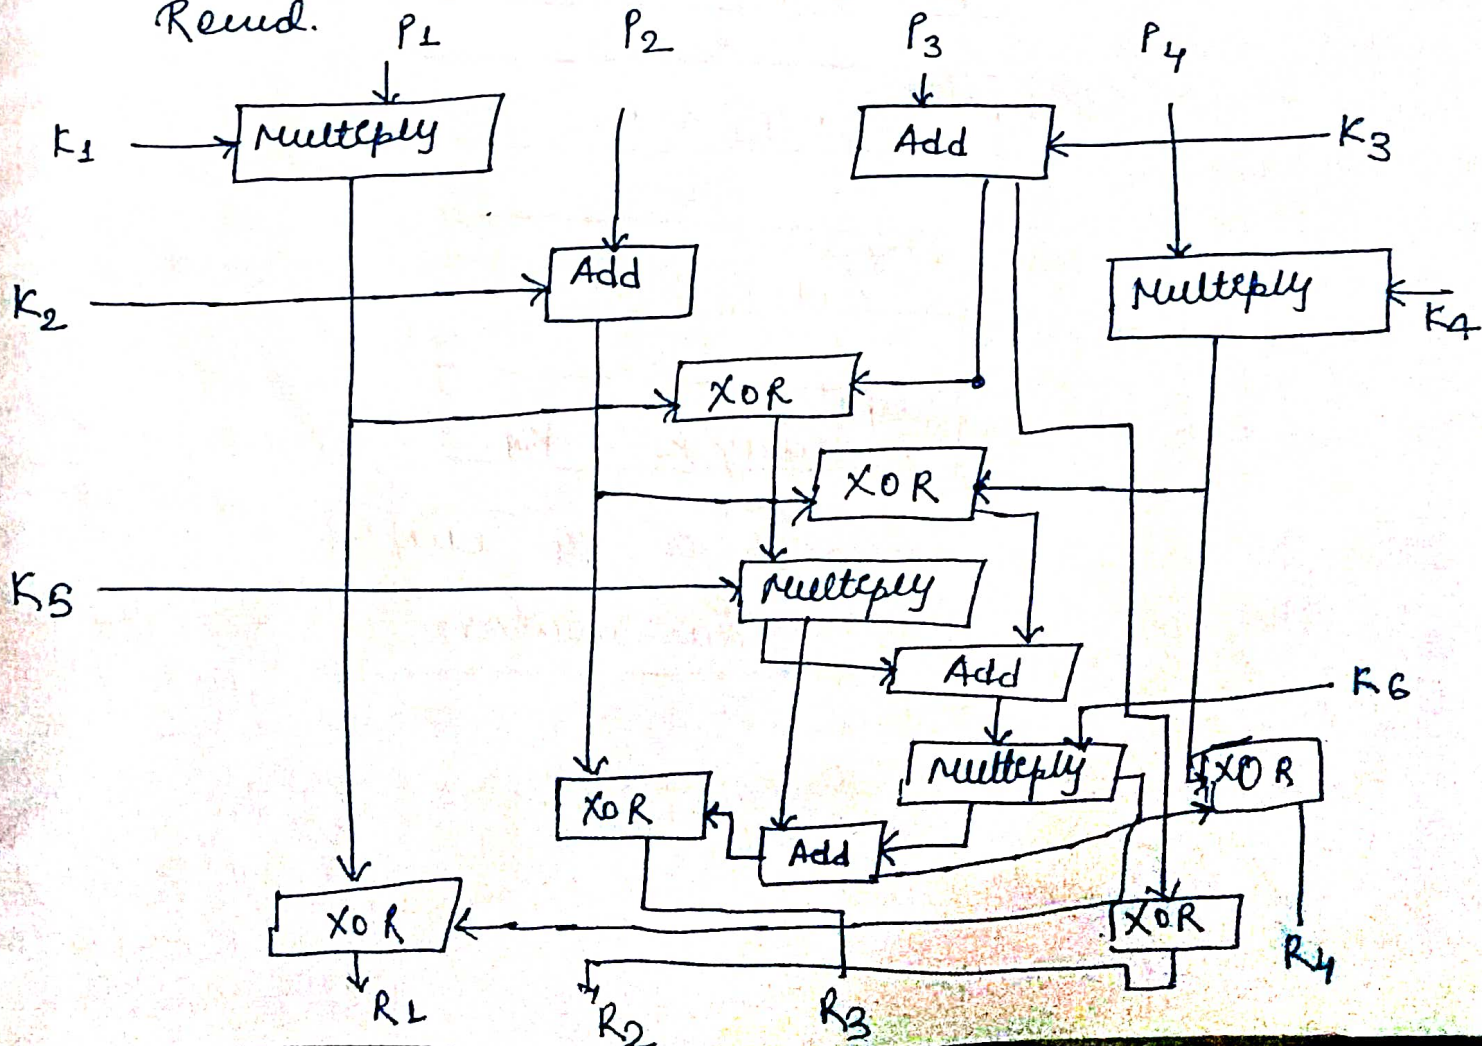 Round.
P1 P2 P3 P4
K1 Multiply Add K3
K2 Add Multiply K4
XOR
XOR
K5 Multiply
Add K6
Multiply XOR
XOR Add
XOR XOR
R1 R2 R3 R4